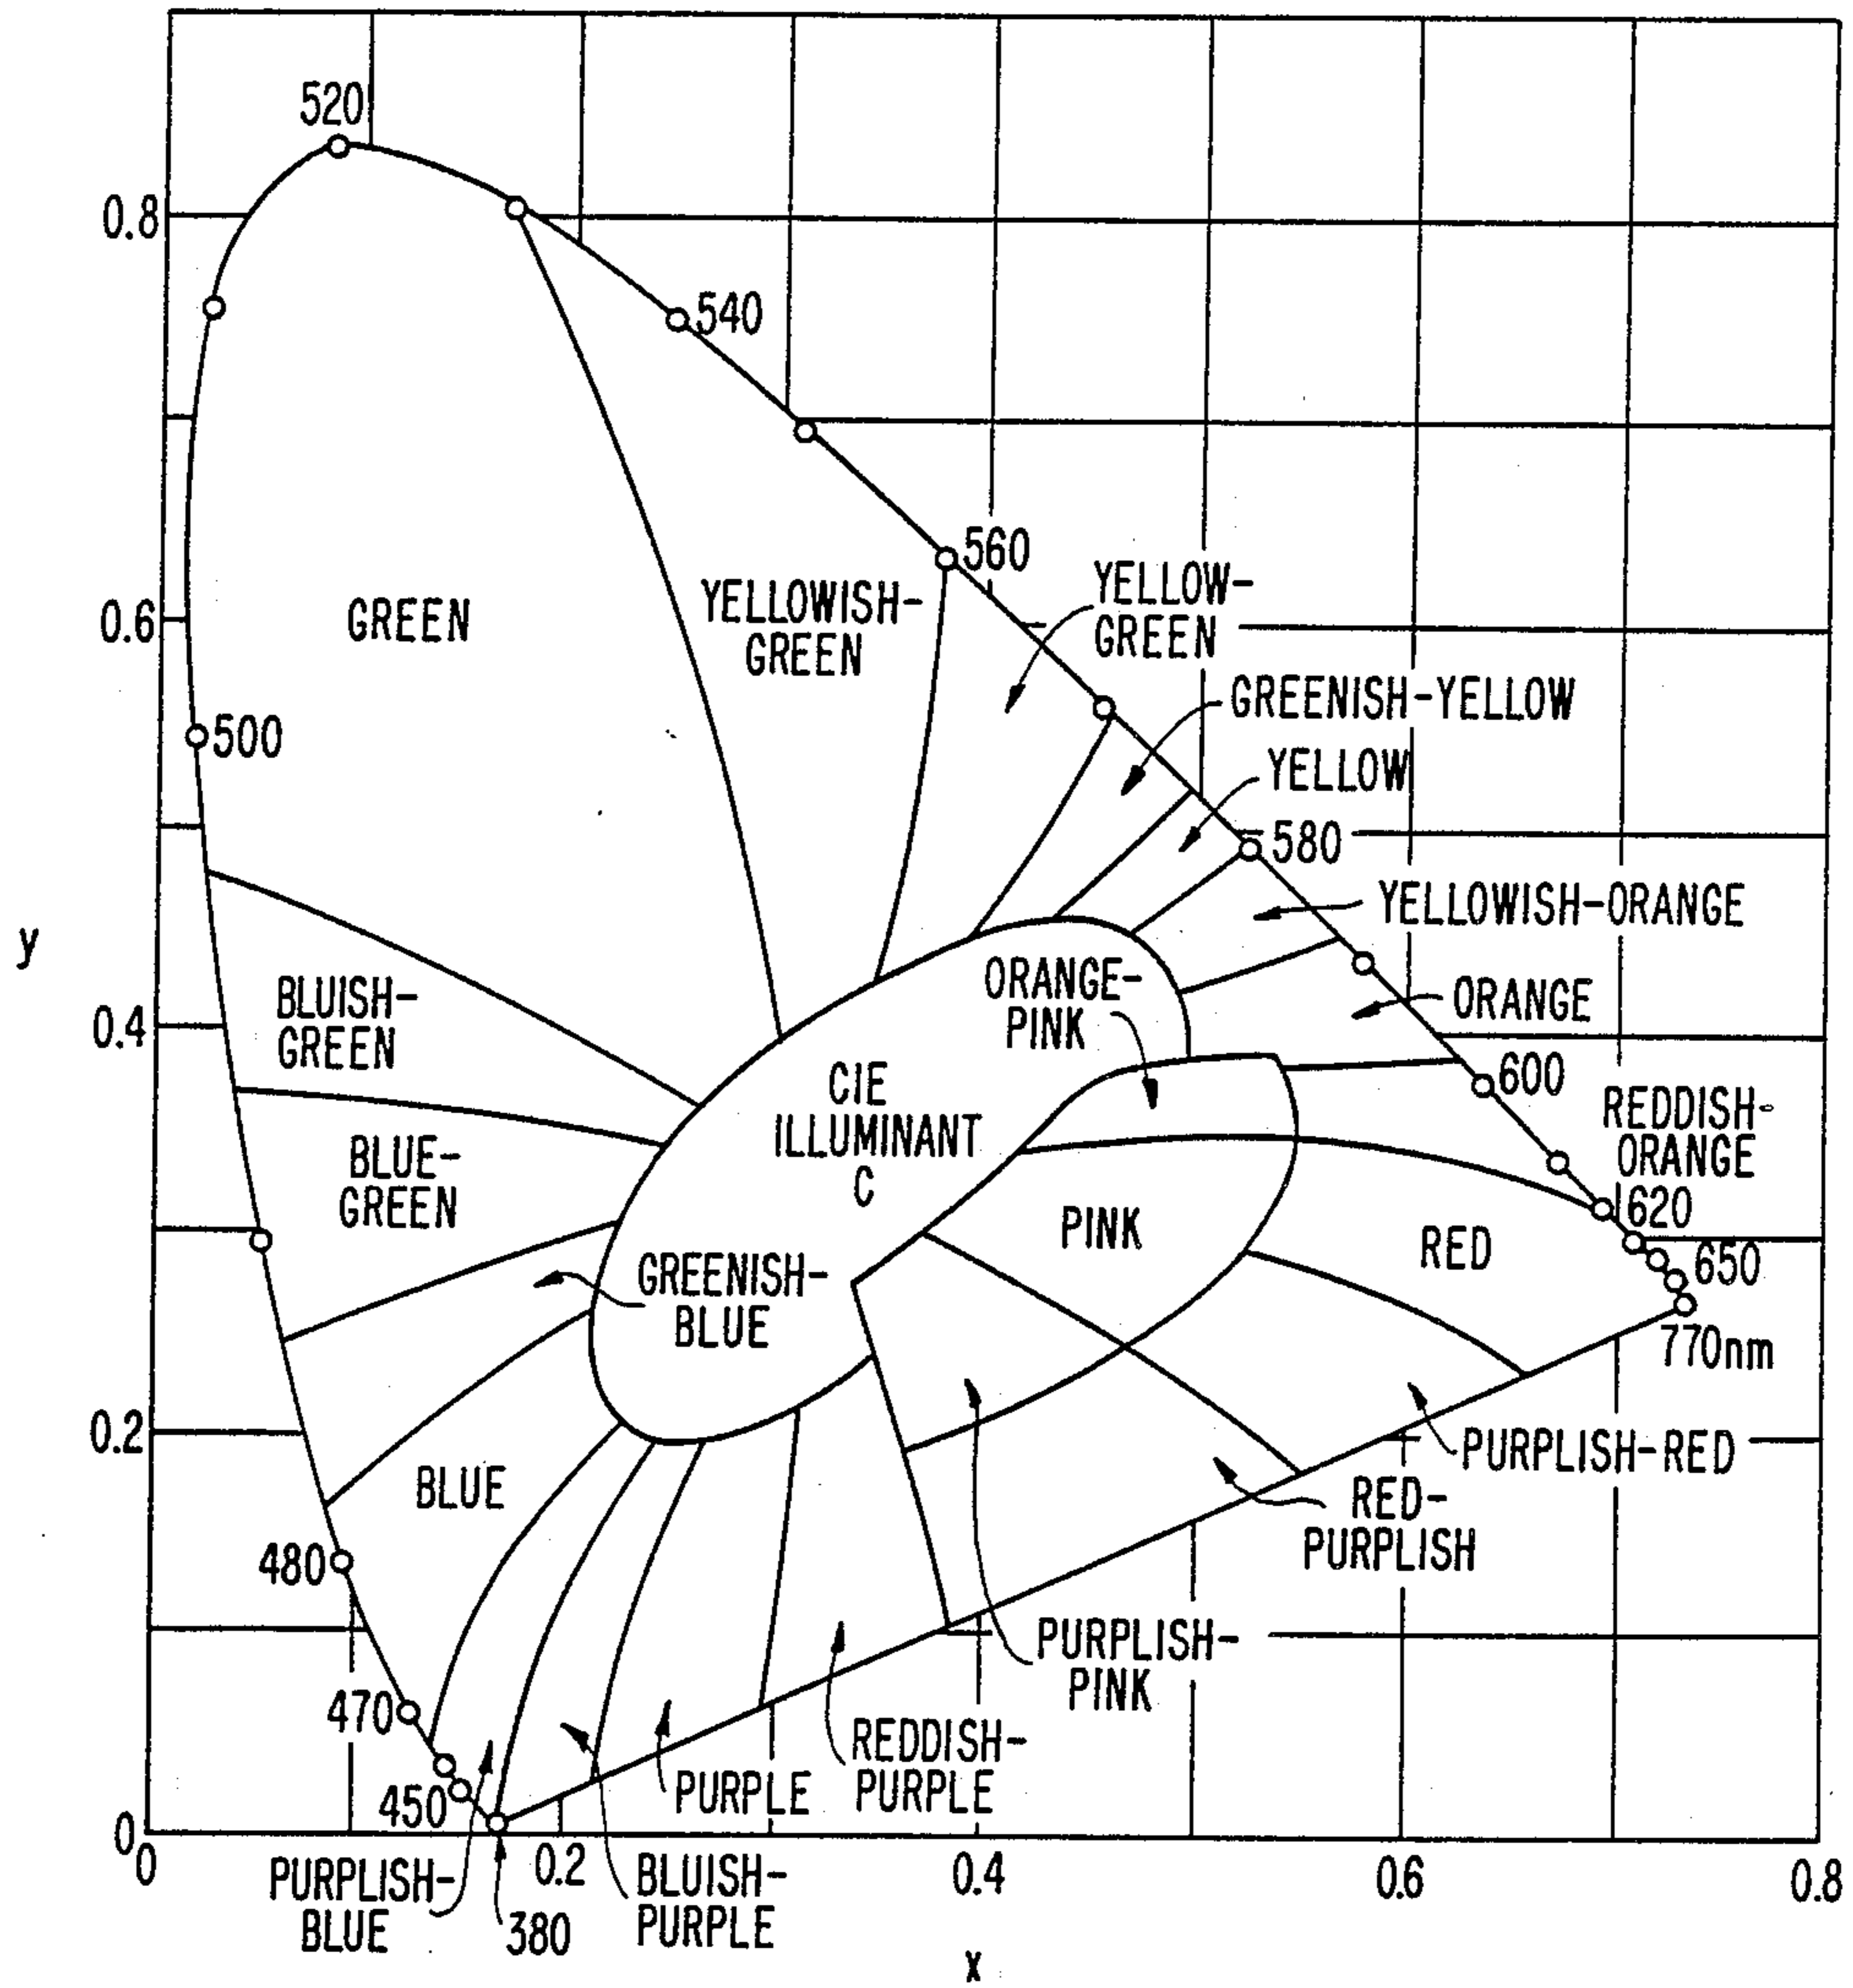 520
0.8
540
560
YELLOW-
GREEN
YELLOWISH-
GREEN
0.6
GREEN
GREENISH-YELLOW
500
YELLOW
580
YELLOWISH-ORANGE
y
ORANGE-
PINK
BLUISH-
GREEN
ORANGE
0.4
CIE
ILLUMINANT
C
600
REDDISH-
ORANGE
BLUE-
GREEN
620
PINK
RED
650
GREENISH-
BLUE
770nm
0.2
PURPLISH-RED
BLUE
RED-
PURPLISH
480
PURPLISH-
PINK
470
REDDISH-
PURPLE
PURPLE
450
0
0
0.2
0.4
0.6
0.8
PURPLISH-
BLUE
380
BLUISH-
PURPLE
x